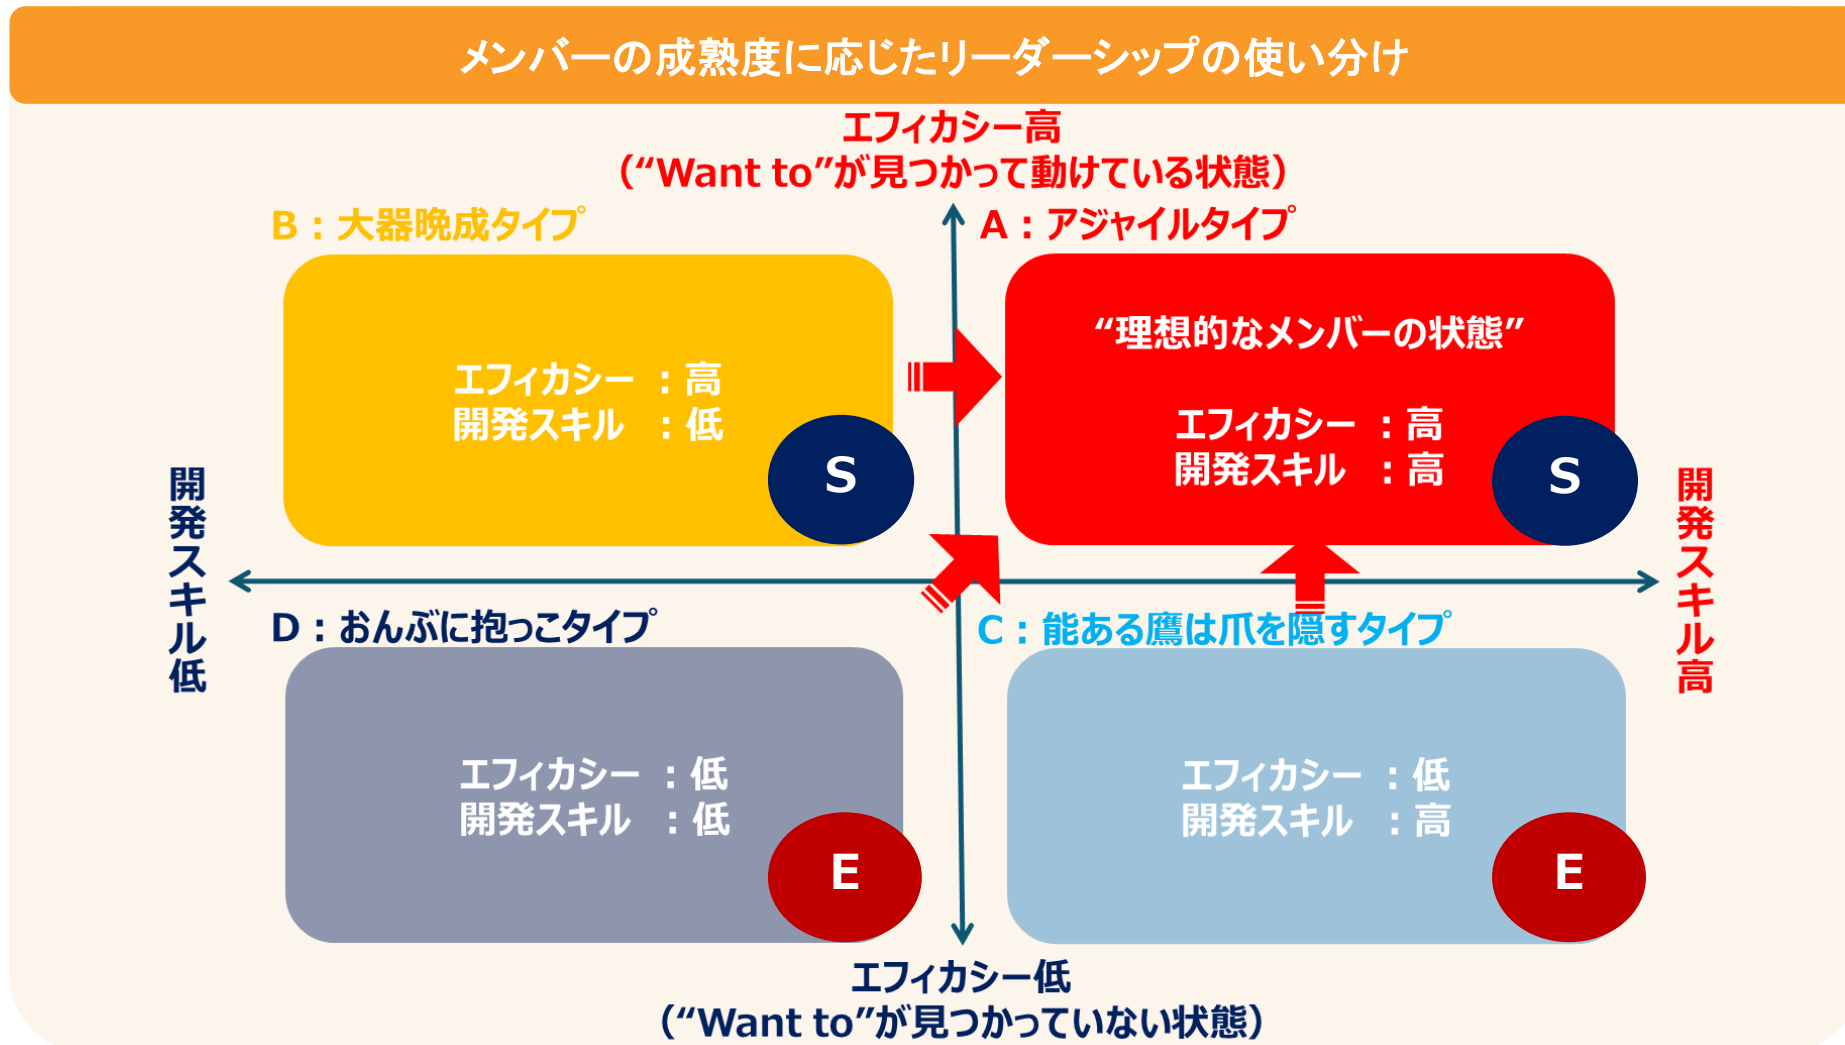 メンバーの成熟度に応じたリーダーシップの使い分け
エフィカシー高
（“Want to”が見つかって動けている状態）
B：大器晩成タイプ
A：アジャイルタイプ
エフィカシー ：高
開発スキル ：低
S
“理想的なメンバーの状態”
エフィカシー ：高
開発スキル ：高
S
開発スキル低
開発スキル高
D：おんぶに抱っこタイプ
C：能ある鷹は爪を隠すタイプ
エフィカシー ：低
開発スキル ：低
E
エフィカシー ：低
開発スキル ：高
E
エフィカシー低
（“Want to”が見つかっていない状態）